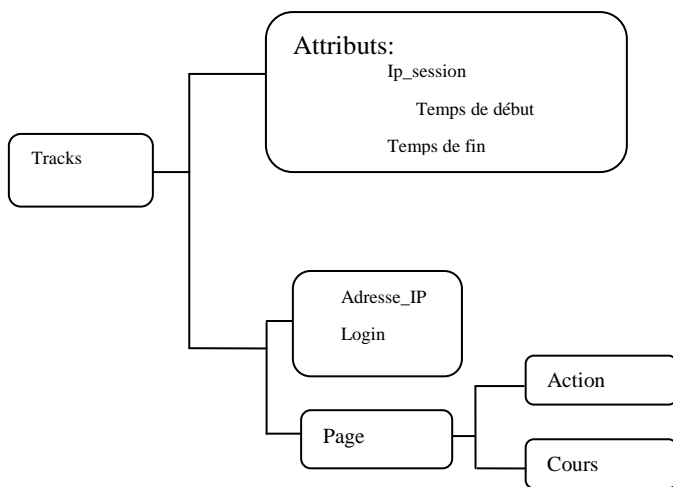 Attributs:
Ip_session
Temps de début
Temps de fin
Tracks
Adresse_IP
Login
Page
Action
Cours